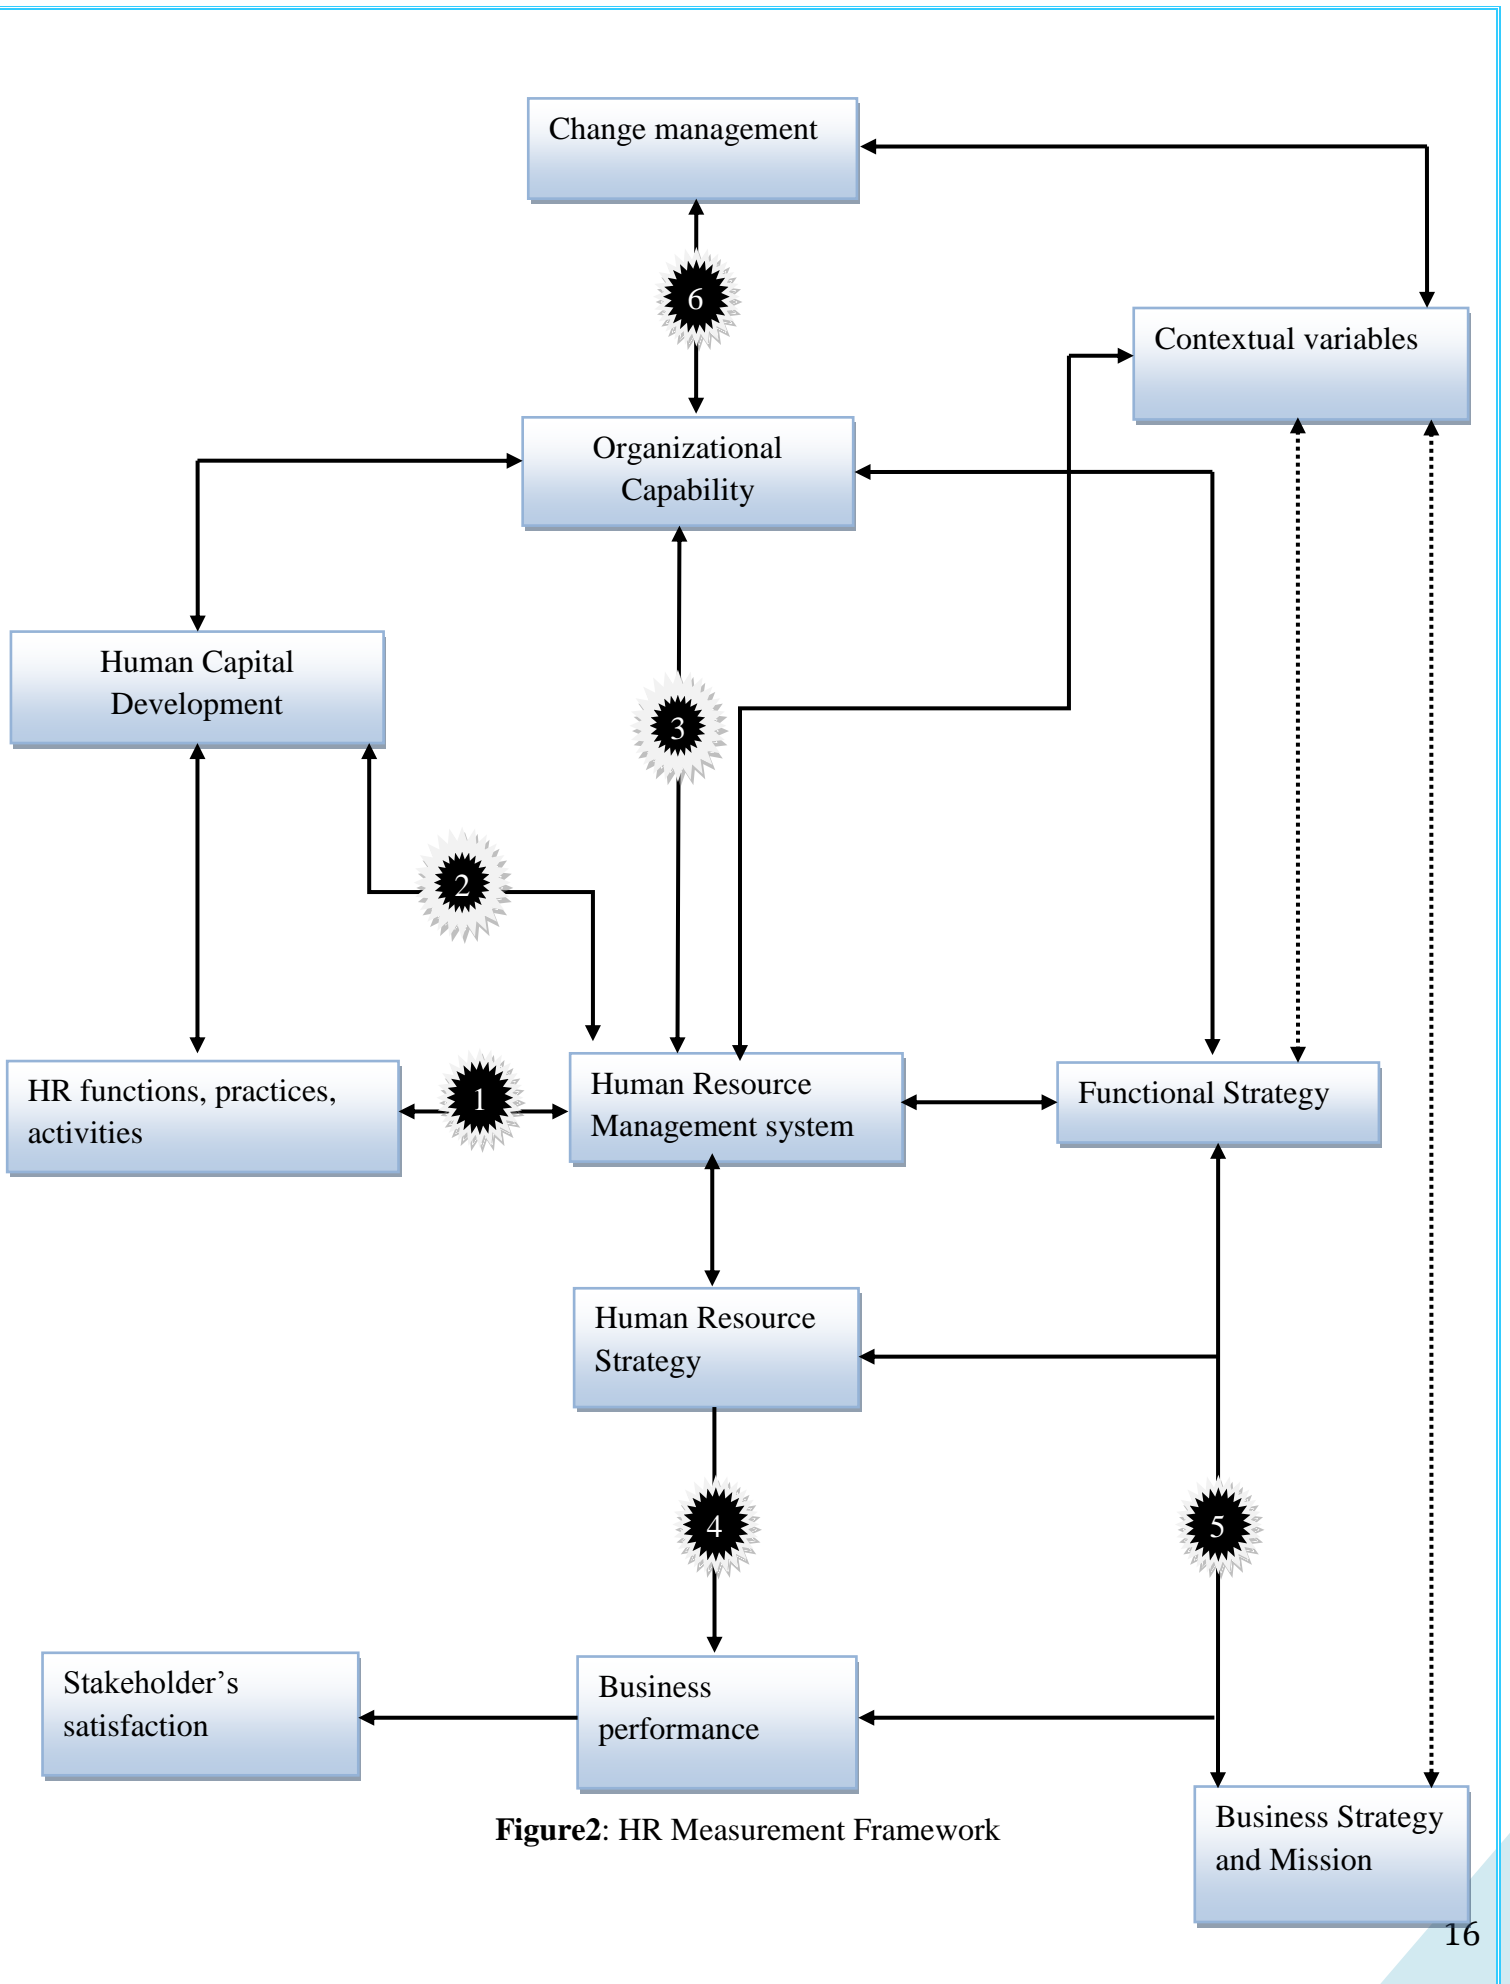 Change management
6
Contextual variables
Organizational
Capability
Human Capital
Development
3
2
HR functions, practices,
activities
1
Human Resource
Management system
Functional Strategy
Human Resource
Strategy
4
5
Stakeholder’s
satisfaction
Business
performance
Figure2: HR Measurement Framework
Business Strategy
and Mission
16